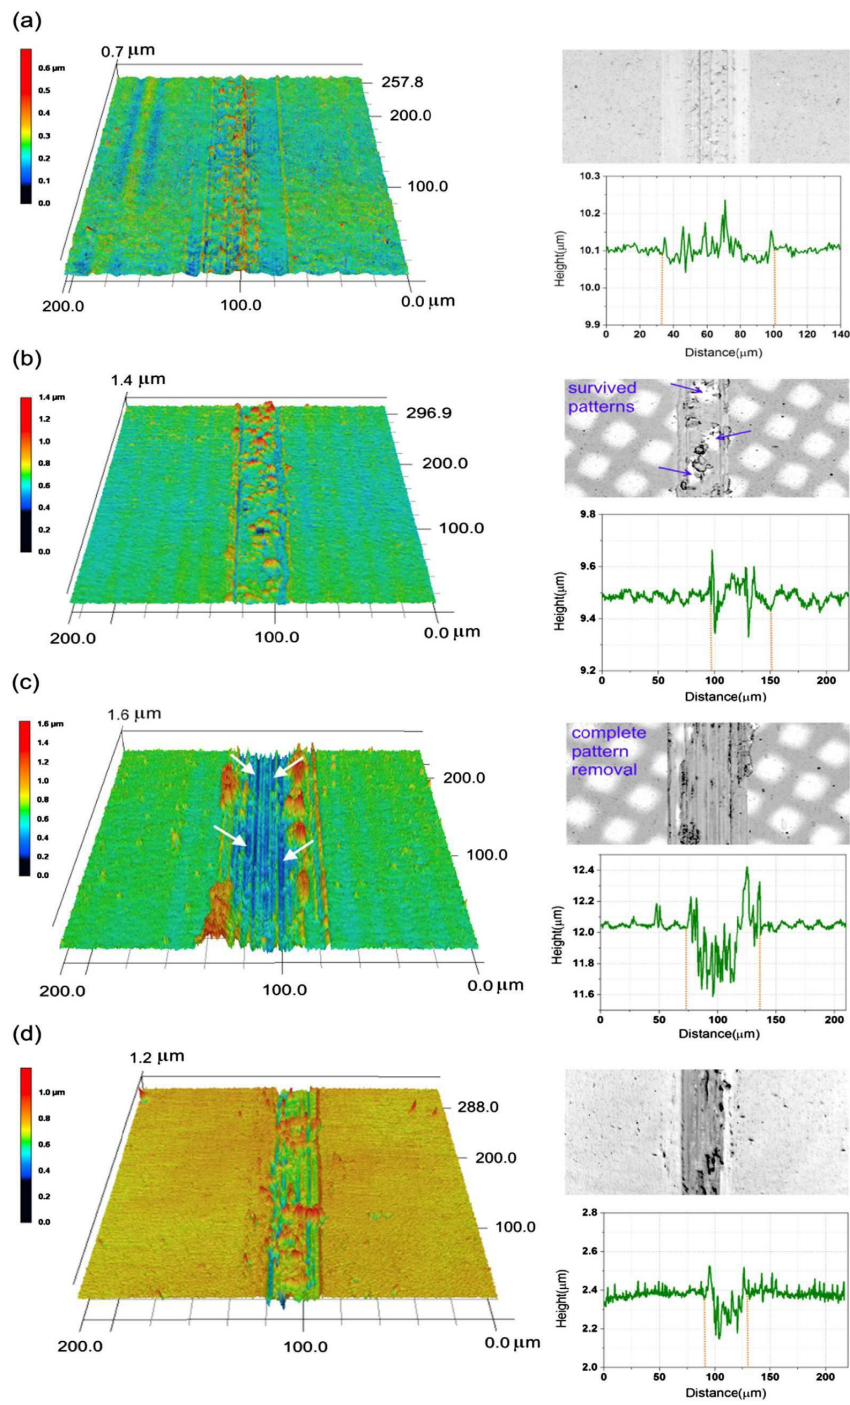 (a)
0.7 μm
0.6 μm
0.5
0.4
0.3
0.2
0.1
0.0
257.8
200.0
100.0
200.0
100.0
0.0 μm
10.3
10.2
10.1
10.0
9.9
Height(μm)
0 20 40 60 80 100 120 140
Distance(μm)
(b)
1.4 μm
1.4 μm
1.2
1.0
0.8
0.6
0.4
0.2
0.0
296.9
200.0
100.0
200.0
100.0
0.0 μm
survived
patterns
9.8
9.6
9.4
9.2
Height(μm)
0 50 100 150 200
Distance(μm)
(c)
1.6 μm
1.6 μm
1.4
1.2
1.0
0.8
0.6
0.4
0.2
0.0
200.0
100.0
200.0
100.0
0.0 μm
complete
pattern
removal
12.4
12.2
12.0
11.8
11.6
Height(μm)
0 50 100 150 200
Distance(μm)
(d)
1.2 μm
1.0 μm
0.8
0.6
0.4
0.2
0.0
288.0
200.0
100.0
200.0
100.0
0.0 μm
2.8
2.6
2.4
2.2
2.0
Height(μm)
0 50 100 150 200
Distance(μm)